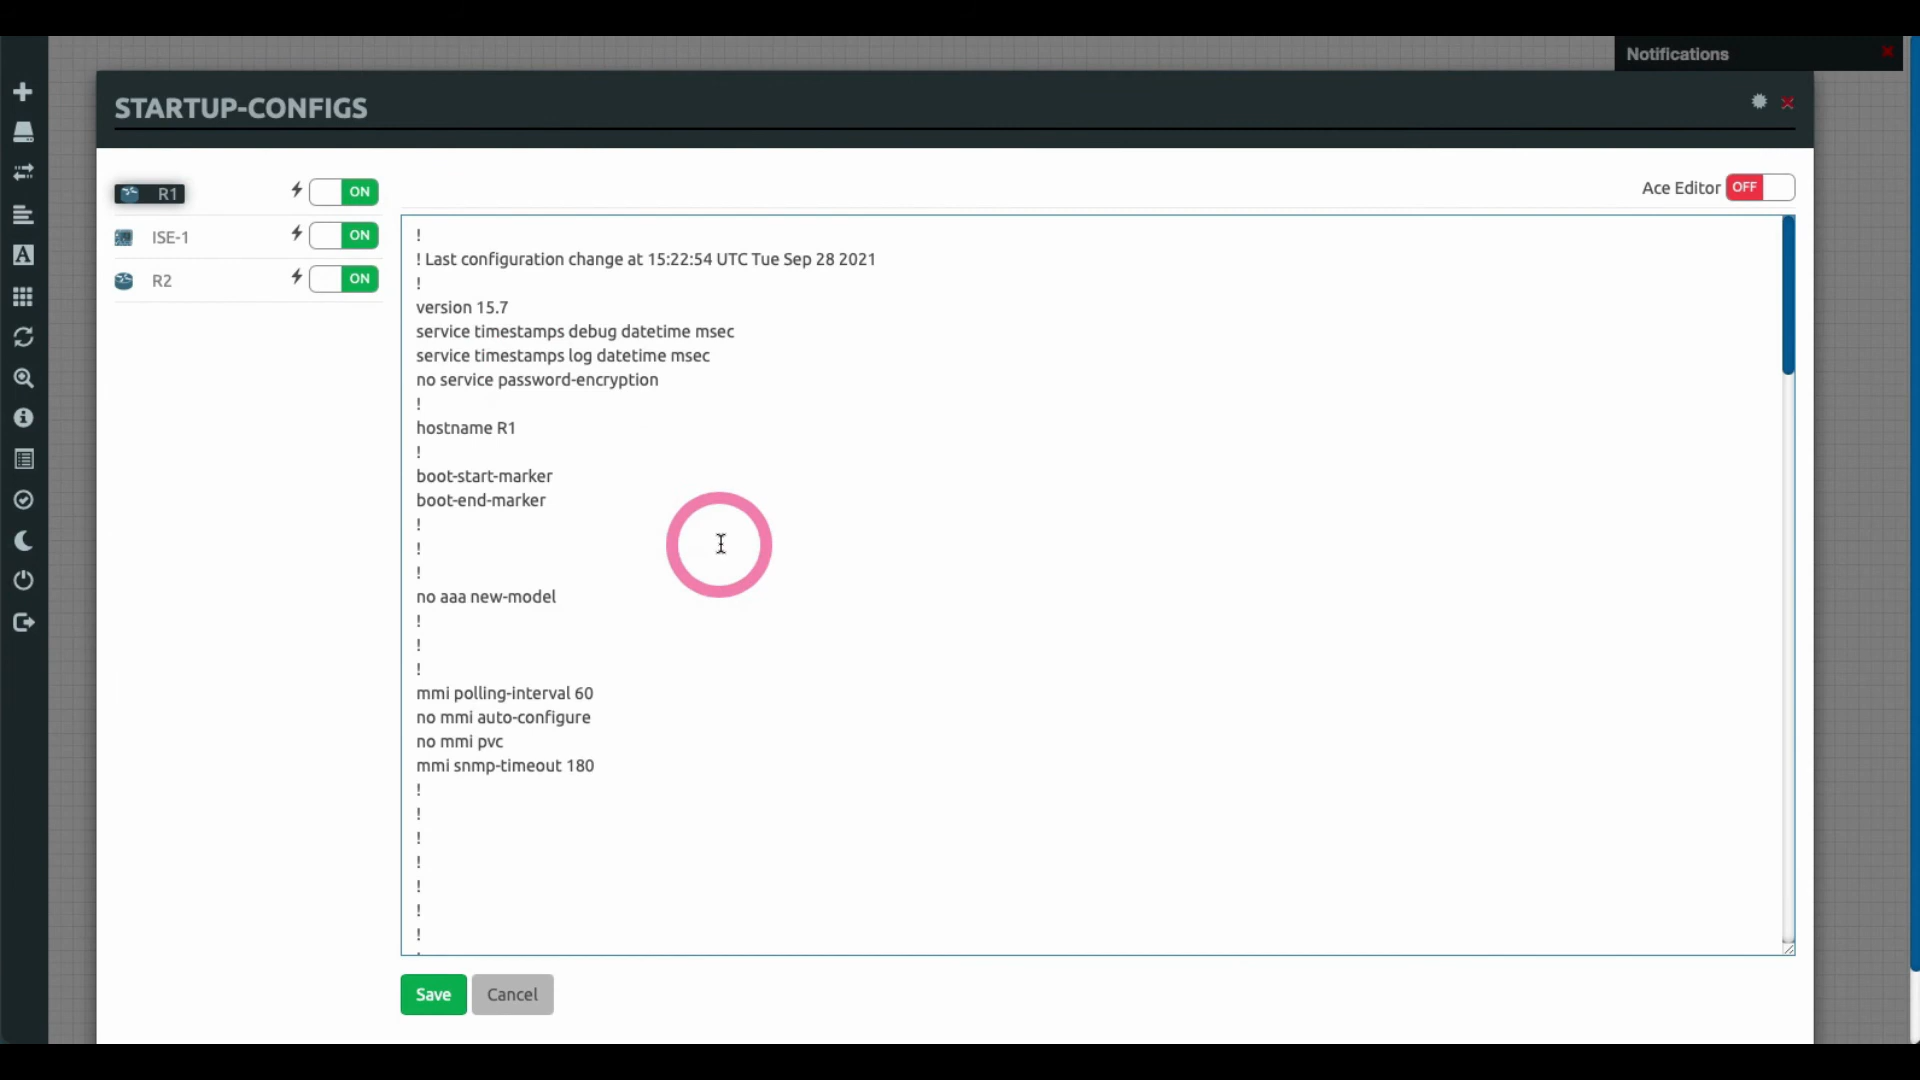 Notifications
STARTUP-CONFIGS
R1 ON
ISE-1 ON
R2 ON
Ace Editor OFF
!
! Last configuration change at 15:22:54 UTC Tue Sep 28 2021
!
version 15.7
service timestamps debug datetime msec
service timestamps log datetime msec
no service password-encryption
!
hostname R1
!
boot-start-marker
boot-end-marker
!
!
!
no aaa new-model
!
!
!
mmi polling-interval 60
no mmi auto-configure
no mmi pvc
mmi snmp-timeout 180
!
!
!
!
!
!
!
Save Cancel